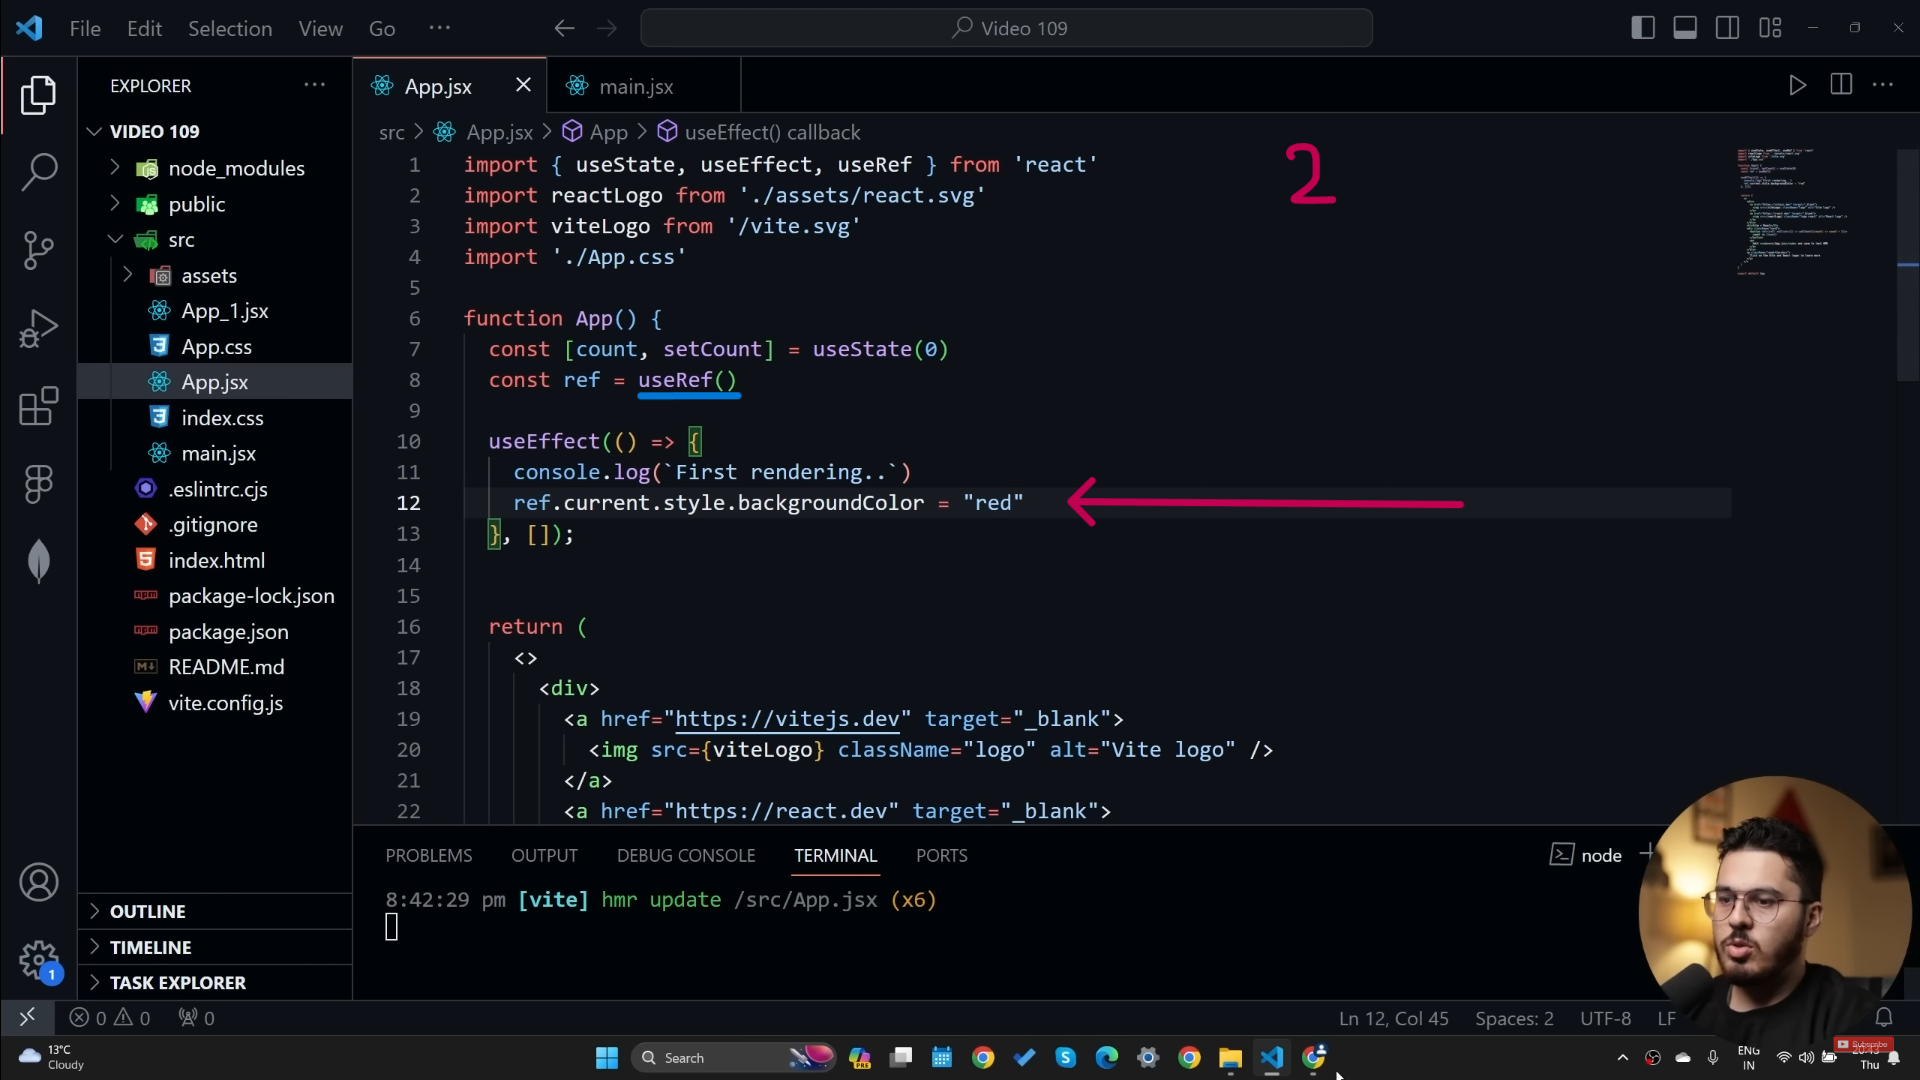 File Edit Selection View Go ···
Video 109
EXPLORER ···
VIDEO 109
node_modules
public
src
assets
App_1.jsx
App.css
App.jsx
index.css
main.jsx
.eslintrc.cjs
.gitignore
index.html
package-lock.json
package.json
README.md
vite.config.js
OUTLINE
TIMELINE
TASK EXPLORER
1
App.jsx main.jsx
src > App.jsx > App > useEffect() callback
2
1 import { useState, useEffect, useRef } from 'react'
2 import reactLogo from './assets/react.svg'
3 import viteLogo from '/vite.svg'
4 import './App.css'
5
6 function App() {
7 const [count, setCount] = useState(0)
8 const ref = useRef()
9
10 useEffect(() => {
11 console.log(`First rendering..`)
12 ref.current.style.backgroundColor = "red"
13 }, []);
14
15
16 return (
17 <>
18 <div>
19 <a href="https://vitejs.dev" target="_blank">
20 <img src={viteLogo} className="logo" alt="Vite logo" />
21 </a>
22 <a href="https://react.dev" target="_blank">
PROBLEMS OUTPUT DEBUG CONSOLE TERMINAL PORTS
node
8:42:29 pm [vite] hmr update /src/App.jsx (x6)
0 0 0
Ln 12, Col 45 Spaces: 2 UTF-8 LF
13°C
Cloudy
Search
PRE
ENG
IN
Subscribe
Thu